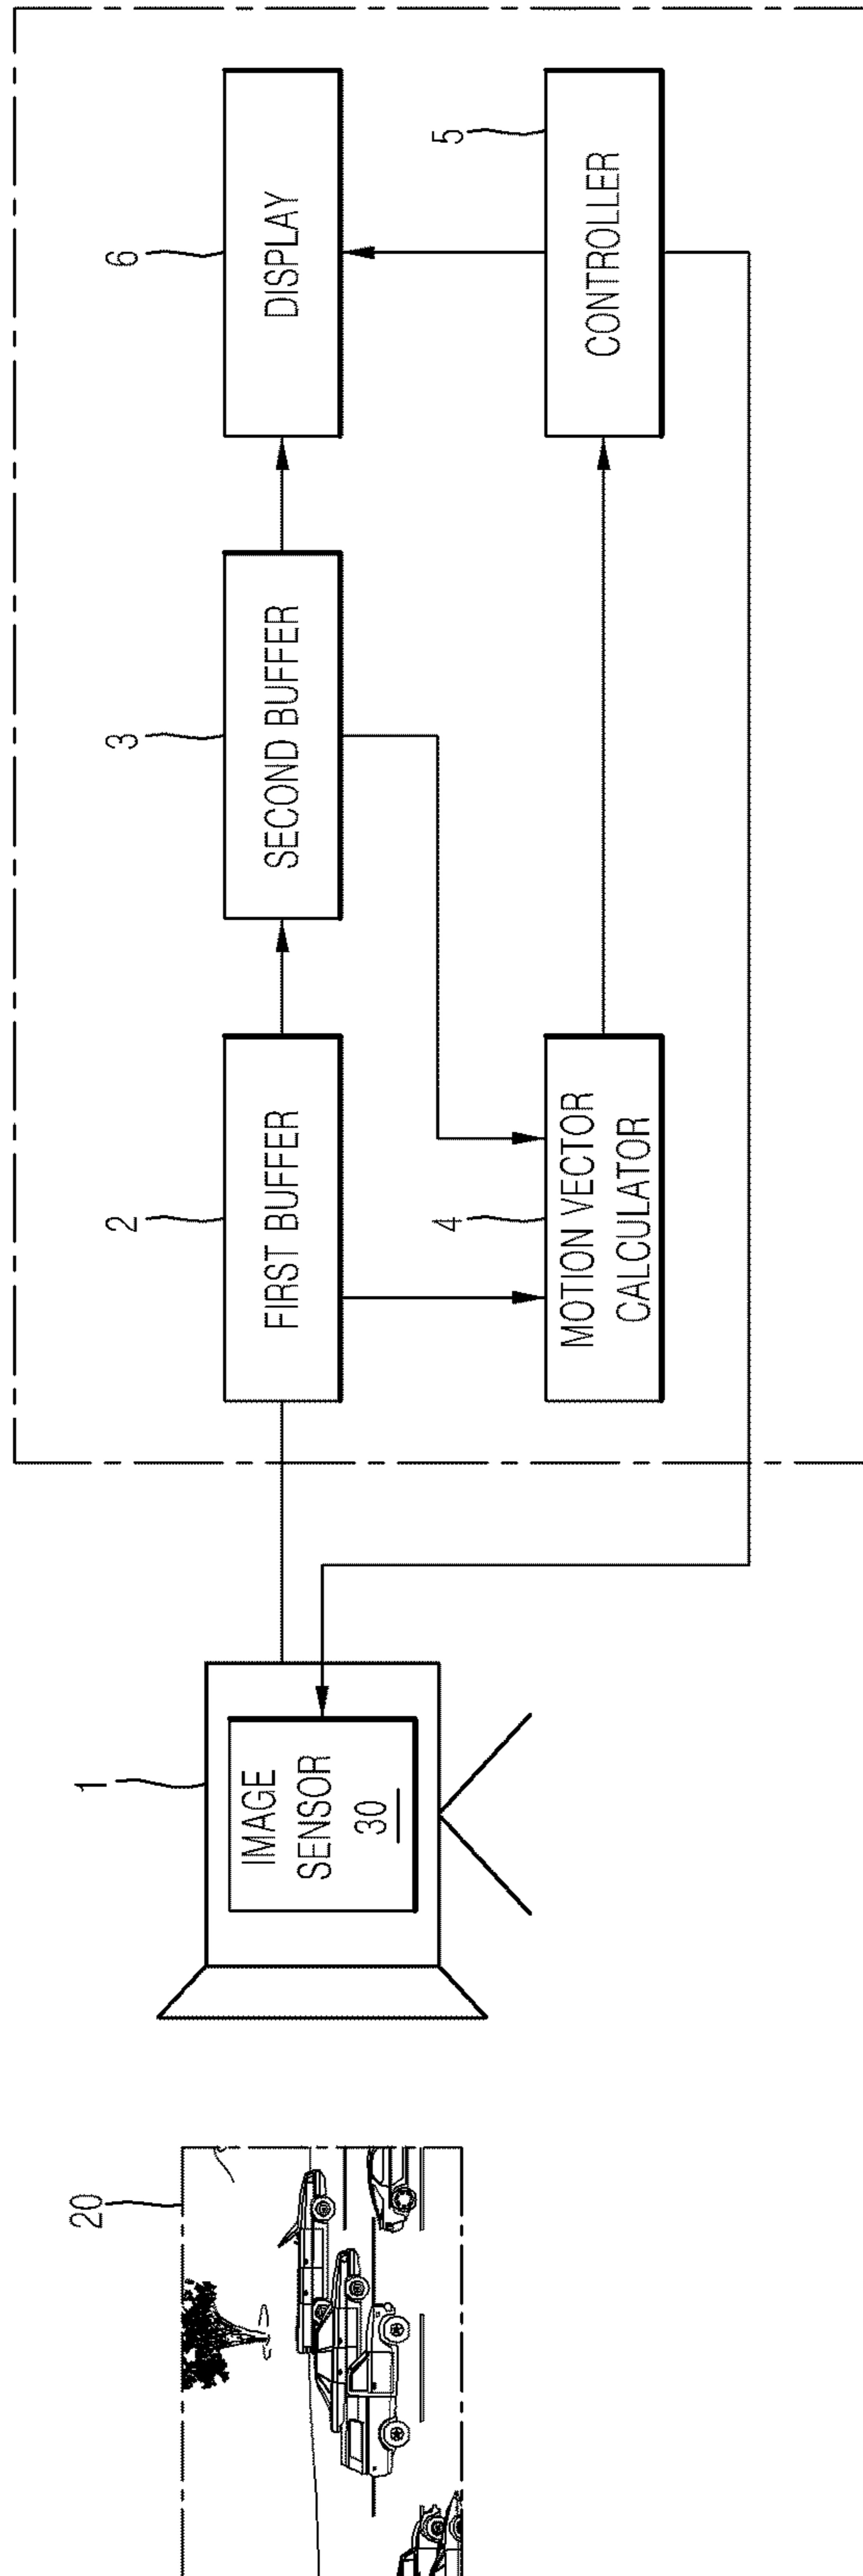 20
1
IMAGE
SENSOR
30
2
FIRST BUFFER
3
SECOND BUFFER
6
DISPLAY
4
MOTION VECTOR
CALCULATOR
5
CONTROLLER